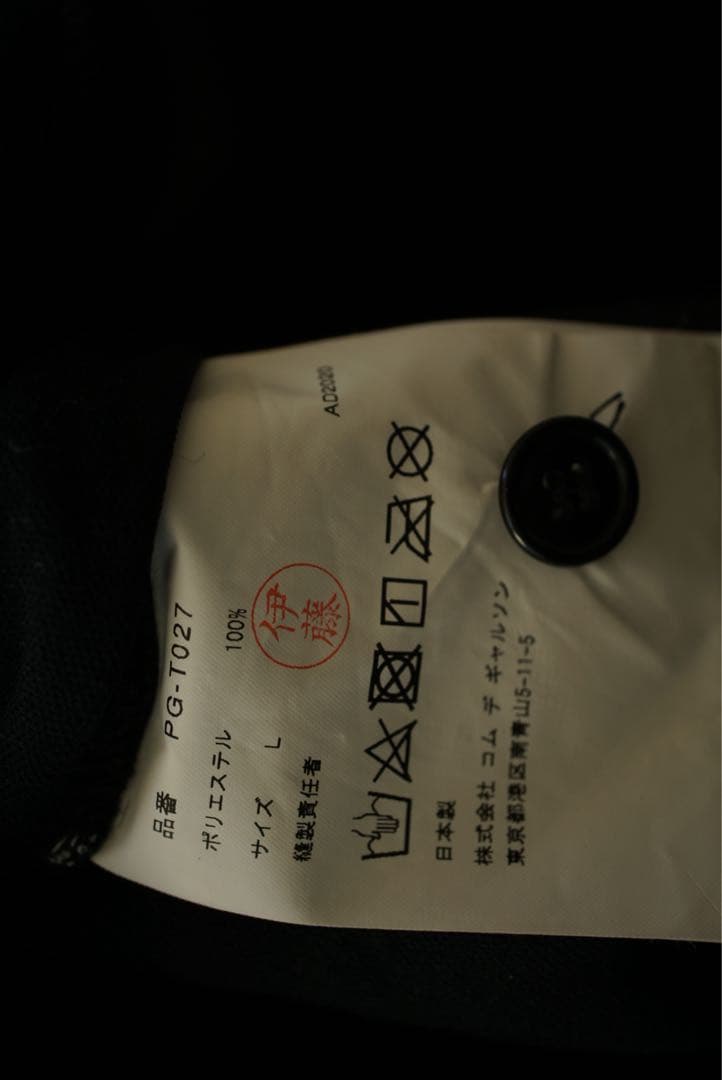 品番 PG-T027
ポリエステル 100%
サイズ L
縫製責任者 伊藤
AD2020
日本製
株式会社 コム デ ギャルソン
東京都港区南青山5-11-5